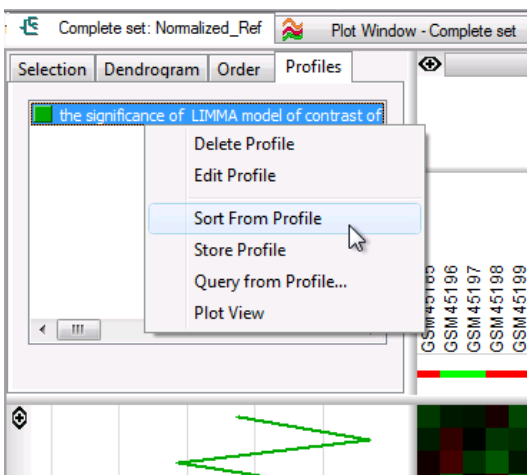 Complete set: Normalized_Ref
Plot Window - Complete set
Selection
Dendrogram
Order
Profiles
the significance of LIMMA model of contrast of
Delete Profile
Edit Profile
Sort From Profile
Store Profile
Query from Profile...
Plot View
GSM45196
GSM45197
GSM45198
GSM45199